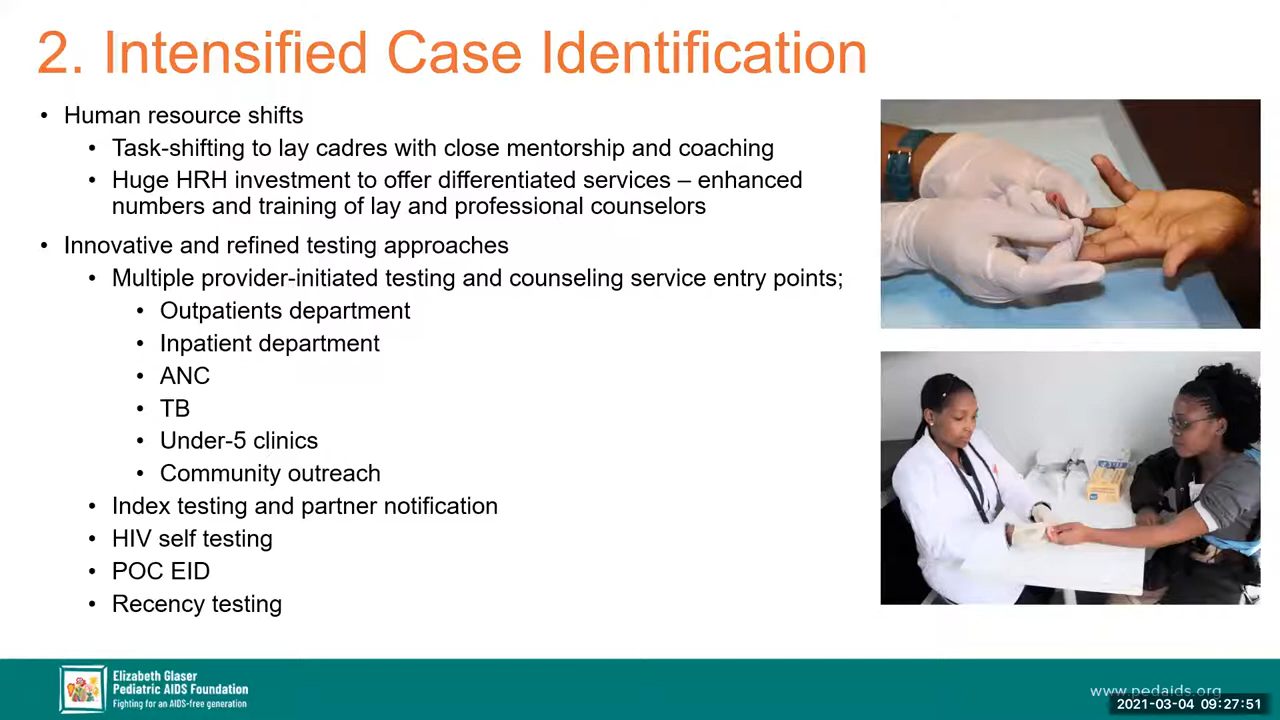 2. Intensified Case Identification
• Human resource shifts
• Task-shifting to lay cadres with close mentorship and coaching
• Huge HRH investment to offer differentiated services – enhanced
numbers and training of lay and professional counselors
• Innovative and refined testing approaches
• Multiple provider-initiated testing and counseling service entry points;
• Outpatients department
• Inpatient department
• ANC
• TB
• Under-5 clinics
• Community outreach
• Index testing and partner notification
• HIV self testing
• POC EID
• Recency testing
Elizabeth Glaser
Pediatric AIDS Foundation
Fighting for an AIDS-free generation
www.pedaids.org
2021-03-04 09:27:51